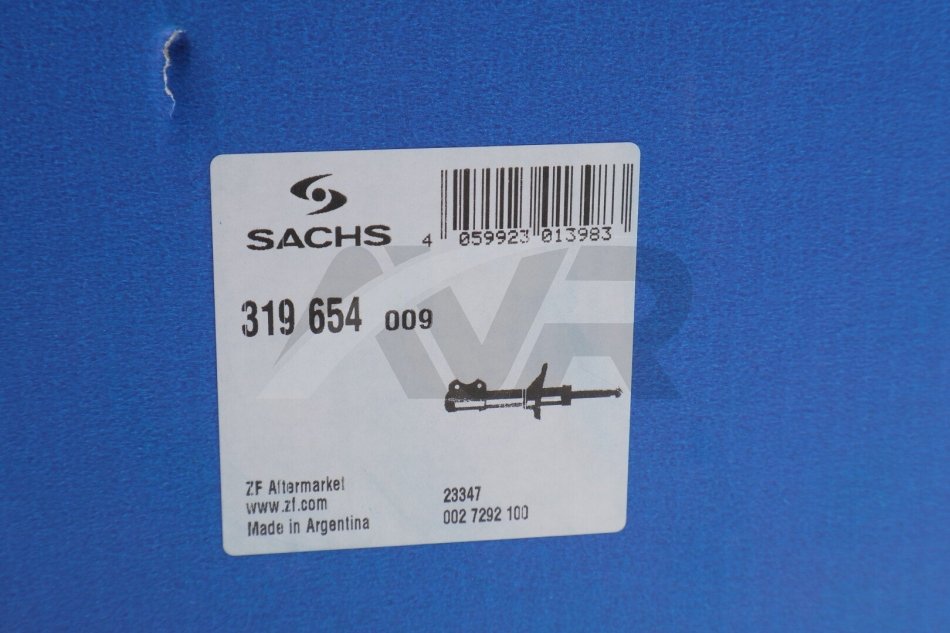 SACHS
4 059923 013983
319 654 009
AVR
ZF Aftermarket
www.zf.com
Made in Argentina
23347
002 7292 100